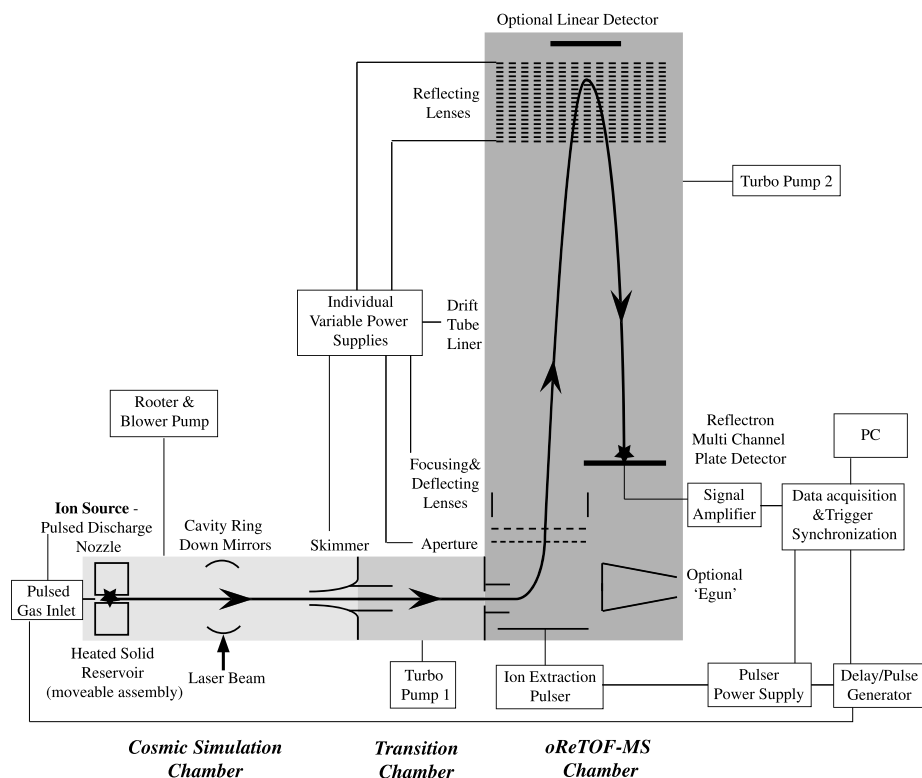 Optional Linear Detector
Reflecting
Lenses
Turbo Pump 2
Individual
Variable Power
Supplies
Drift
Tube
Liner
Rooter &
Blower Pump
Reflectron
Multi Channel
Plate Detector
PC
Focusing&
Deflecting
Lenses
Signal
Amplifier
Data acquisition
&Trigger
Synchronization
Ion Source -
Pulsed Discharge
Nozzle
Cavity Ring
Down Mirrors
Skimmer
Aperture
Pulsed
Gas Inlet
Optional
‘Egun’
Heated Solid
Reservoir
(moveable assembly)
Laser Beam
Turbo
Pump 1
Ion Extraction
Pulser
Pulser
Power Supply
Delay/Pulse
Generator
Cosmic Simulation
Chamber
Transition
Chamber
oReTOF-MS
Chamber